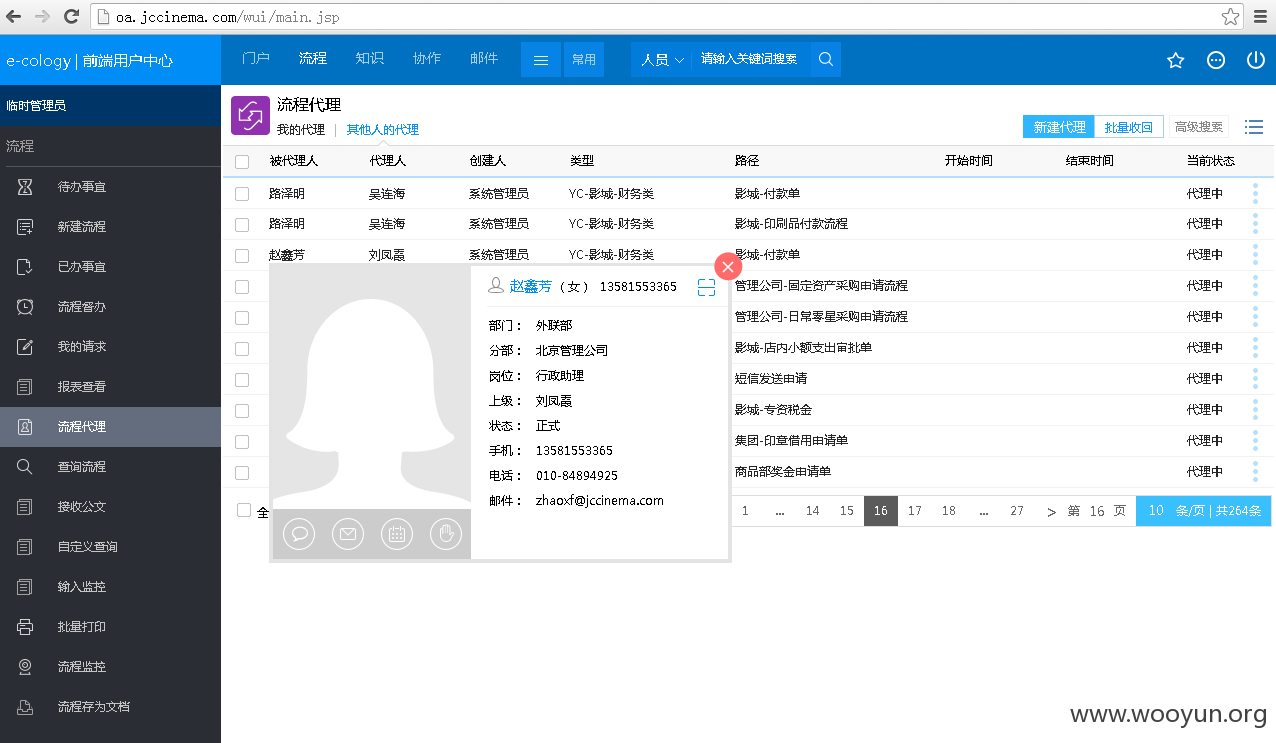 oa.jccinema.com/wui/main.jsp
e-cology | 前端用户中心
门户 流程 知识 协作 邮件 常用 人员 请输入关键词搜索
临时管理员
流程
待办事宜
新建流程
已办事宜
流程督办
我的请求
报表查看
流程代理
查询流程
接收公文
自定义查询
输入监控
批量打印
流程监控
流程存为文档
流程代理
我的代理 | 其他人的代理
新建代理 批量收回 高级搜索
被代理人 代理人 创建人 类型 路径 开始时间 结束时间 当前状态
路泽明 吴连海 系统管理员 YC-影城-财务类 影城-付款单 代理中
路泽明 吴连海 系统管理员 YC-影城-财务类 影城-印刷品付款流程 代理中
赵鑫芳 刘凤霞 系统管理员 YC-影城-财务类 影城-付款单 代理中
管理公司-固定资产采购申请流程 代理中
管理公司-日常零星采购申请流程 代理中
影城-店内小额支出审批单 代理中
短信发送申请 代理中
影城-专资税金 代理中
集团-印章借用申请单 代理中
商品部奖金申请单 代理中
赵鑫芳 （女） 13581553365
部门： 外联部
分部： 北京管理公司
岗位： 行政助理
上级： 刘凤霞
状态： 正式
手机： 13581553365
电话： 010-84894925
邮件： zhaoxf@jccinema.com
全
1 ... 14 15 16 17 18 ... 27 > 第 16 页 10 条/页 | 共264条
www.wooyun.org